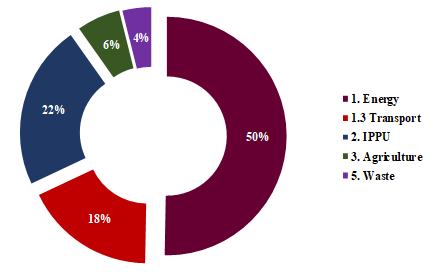 4%
6%
22%
50%
18%
1. Energy
1.3 Transport
2. IPPU
3. Agriculture
5. Waste